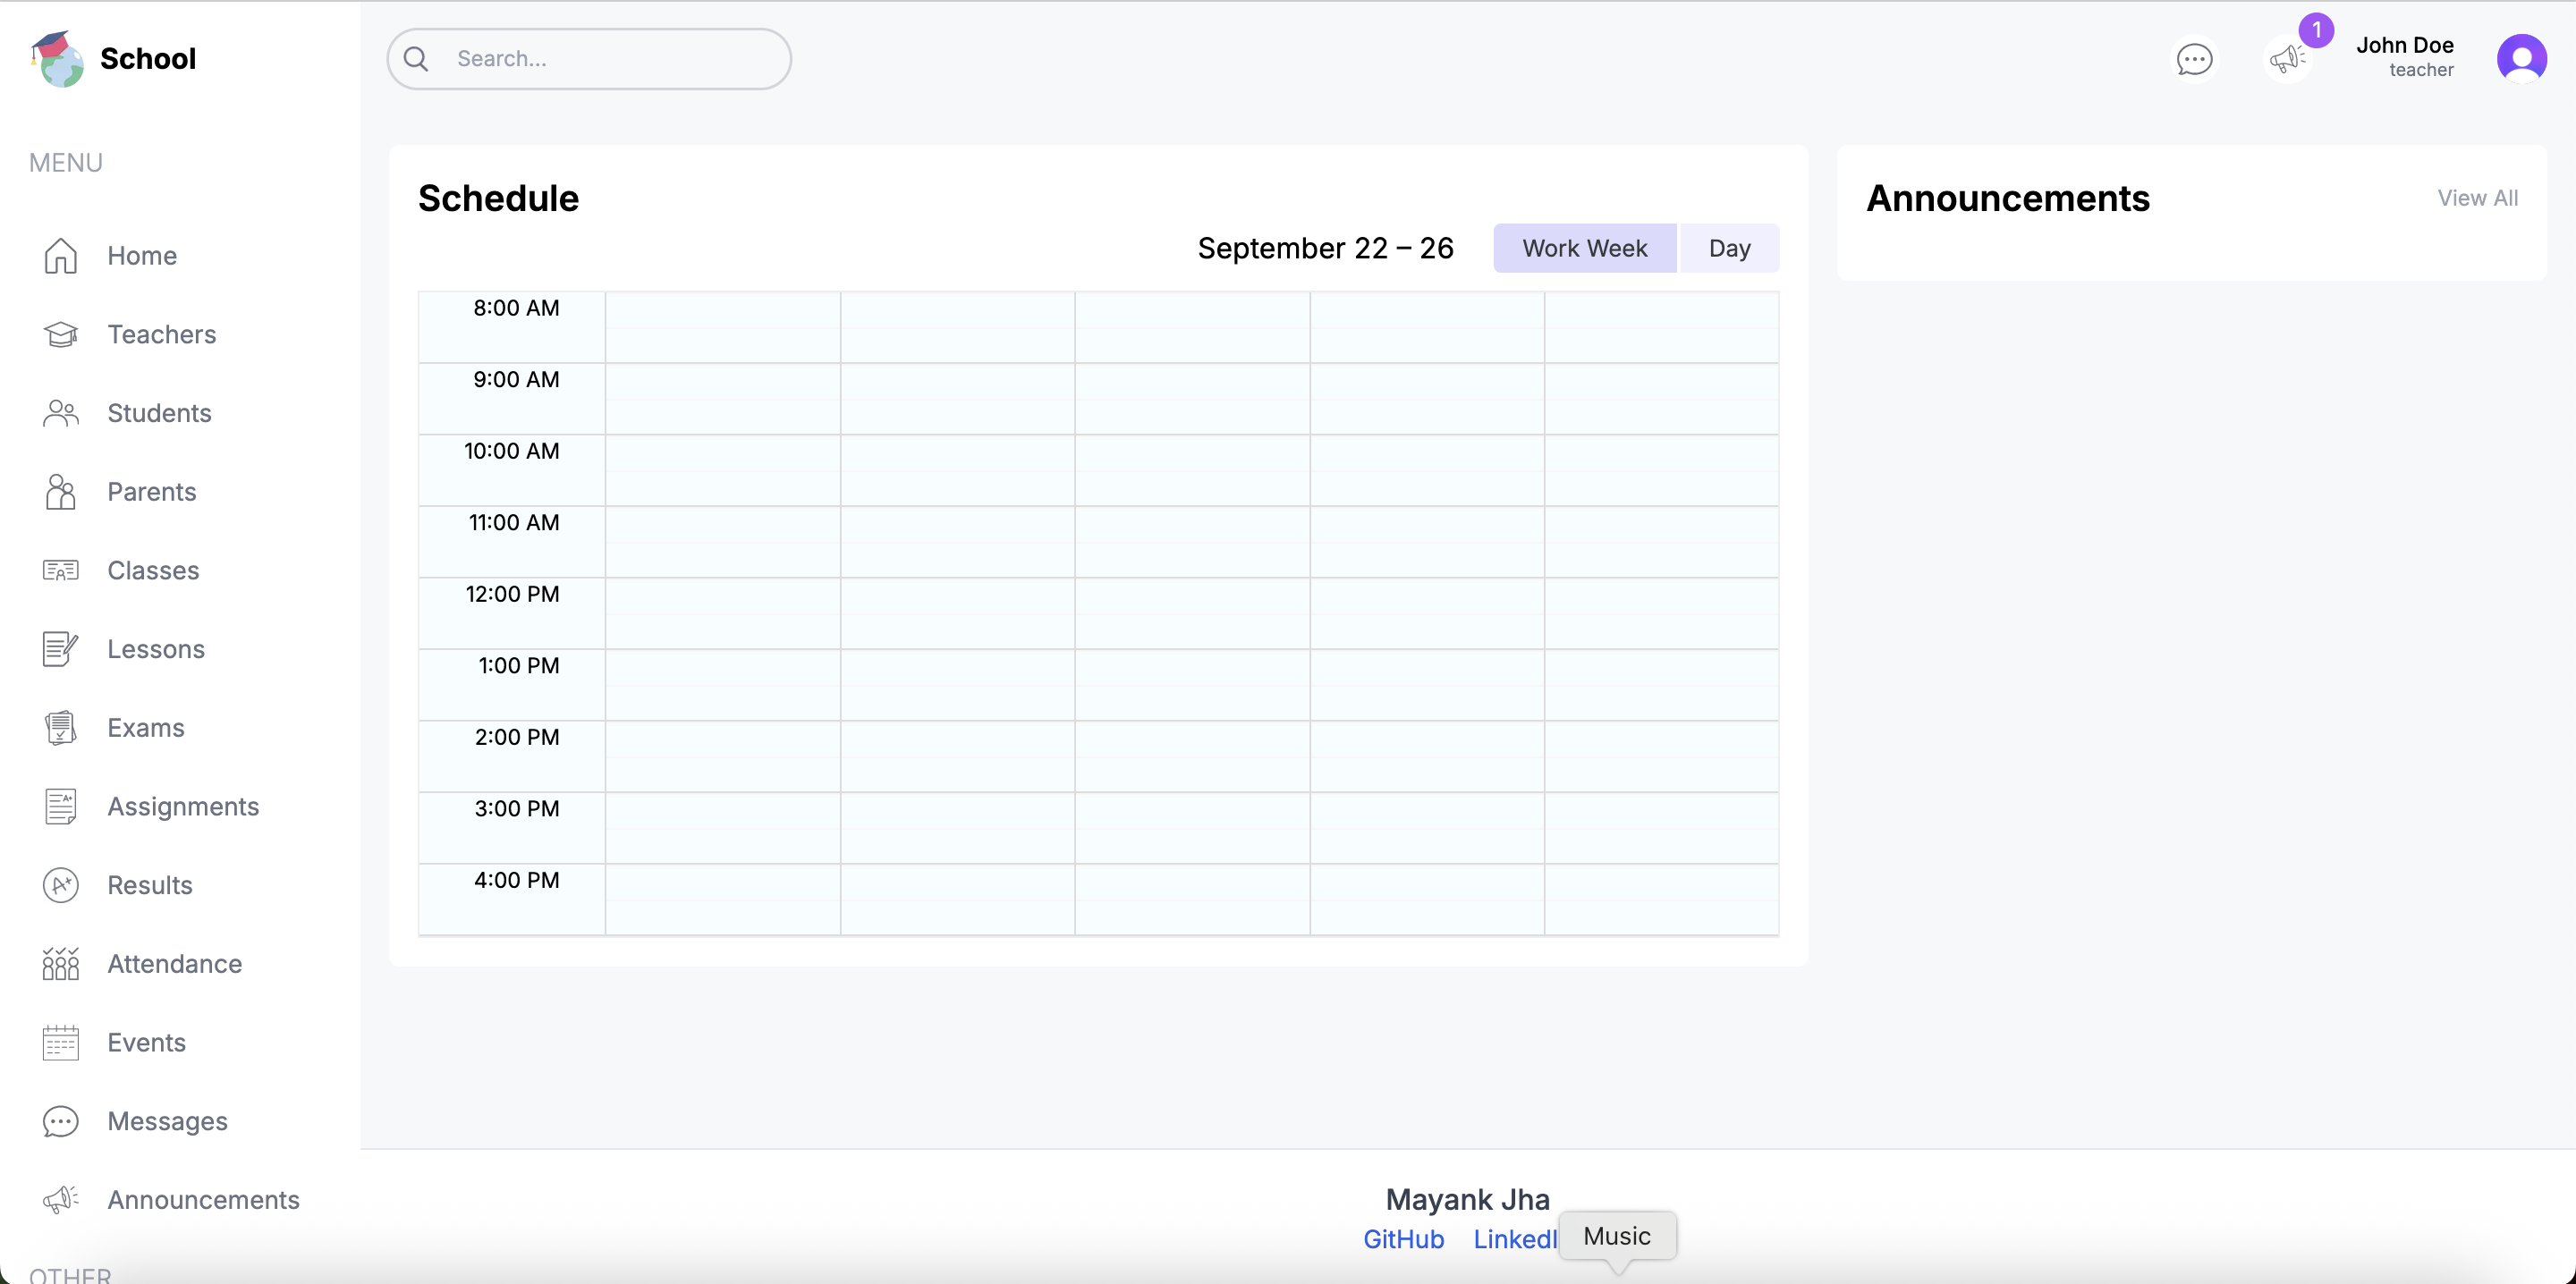 School
Search...
1
John Doe
teacher
MENU
Home
Teachers
Students
Parents
Classes
Lessons
Exams
Assignments
Results
Attendance
Events
Messages
Announcements
OTHER
Schedule
September 22 – 26
Work Week
Day
8:00 AM
9:00 AM
10:00 AM
11:00 AM
12:00 PM
1:00 PM
2:00 PM
3:00 PM
4:00 PM
Announcements
View All
Mayank Jha
GitHub LinkedI
Music